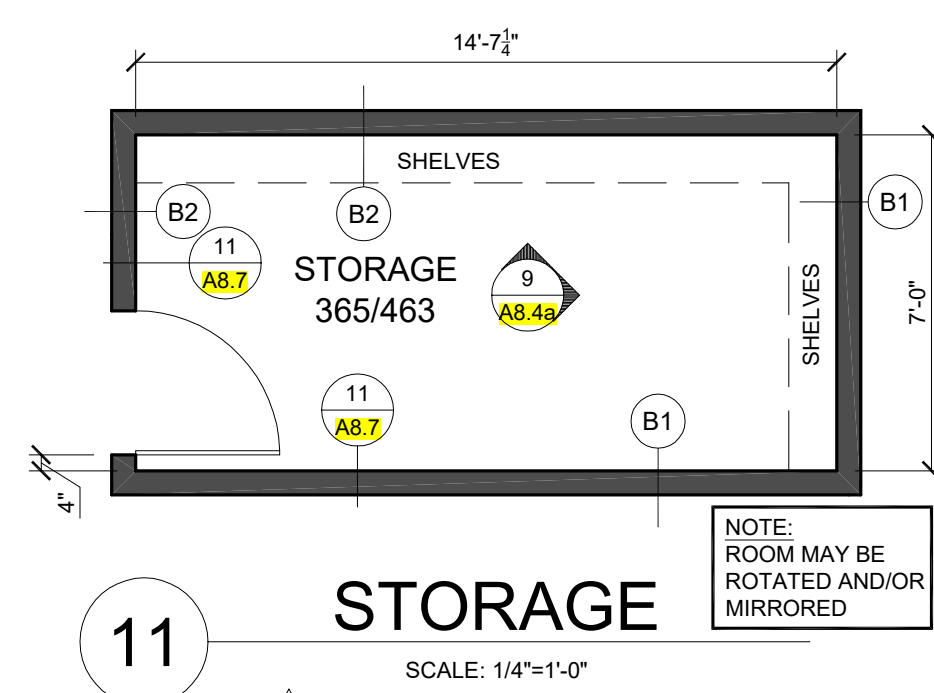 14'-7 1/4"
SHELVES
B2
B2
B1
11
A8.7
STORAGE
365/463
9
A8.4a
SHELVES
7'-0"
11
A8.7
B1
4"
NOTE:
ROOM MAY BE
ROTATED AND/OR
MIRRORED
11
STORAGE
SCALE: 1/4"=1'-0"